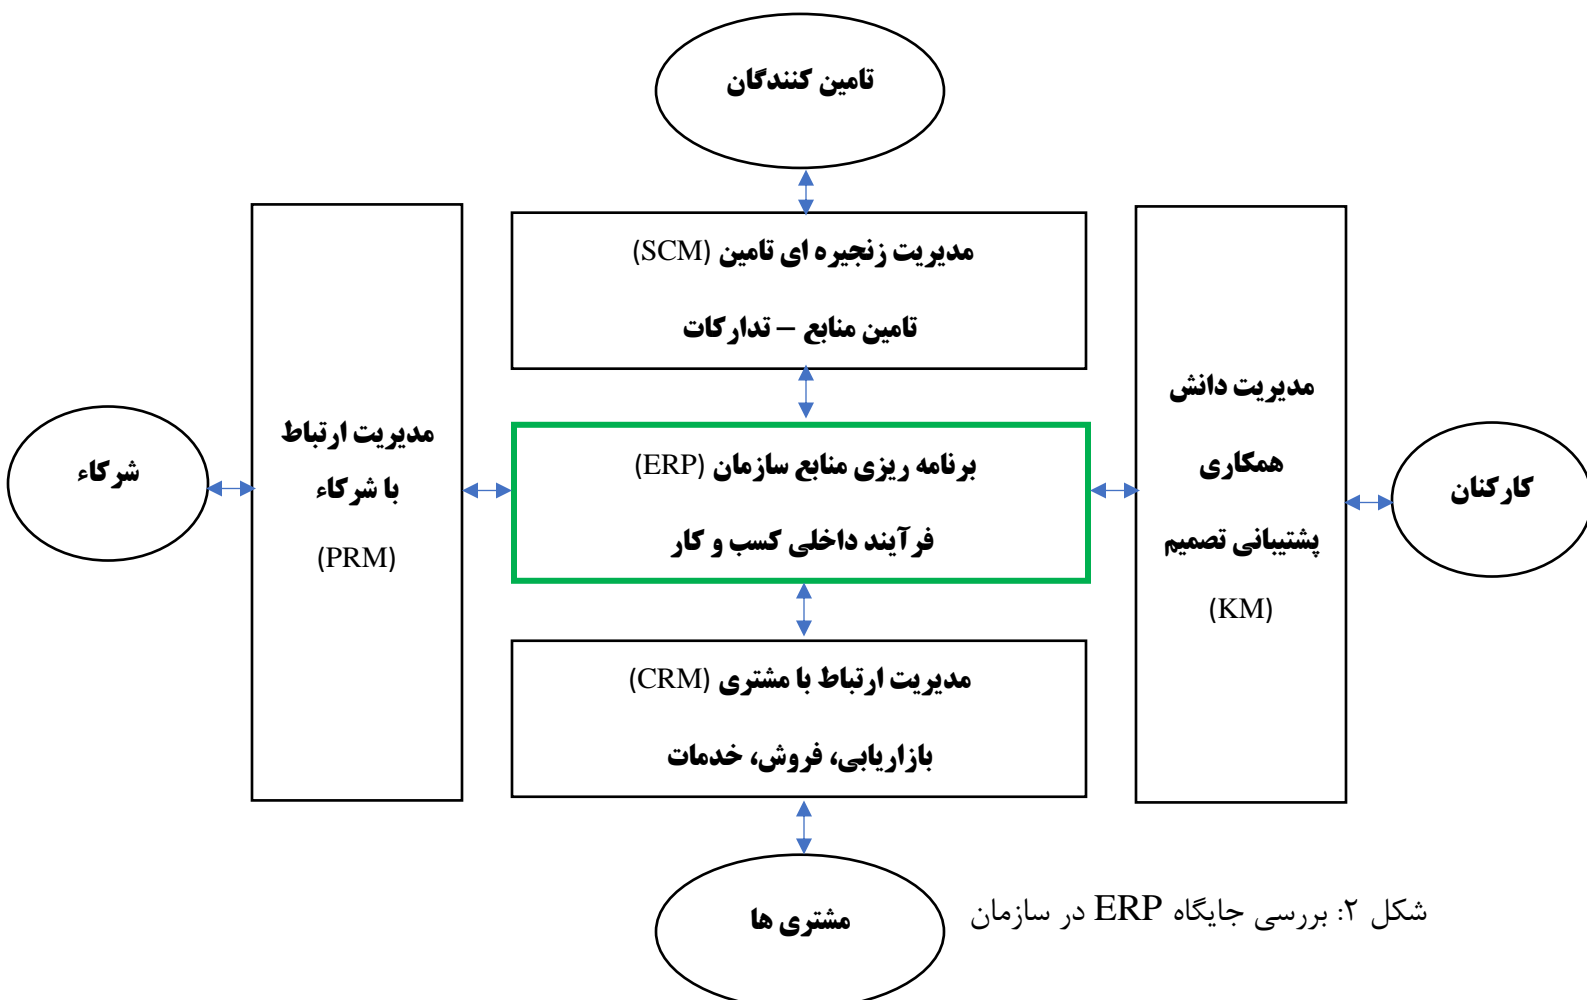 تامین کنندگان
مدیریت زنجیره ای تامین (SCM)
تامین منابع – تدارکات
مدیریت دانش
همکاری
پشتیبانی تصمیم
(KM)
کارکنان
برنامه ریزی منابع سازمان (ERP)
فرآیند داخلی کسب و کار
مدیریت ارتباط
با شرکاء
(PRM)
شرکاء
مدیریت ارتباط با مشتری (CRM)
بازاریابی، فروش، خدمات
مشتری ها
شکل ۲: بررسی جایگاه ERP در سازمان